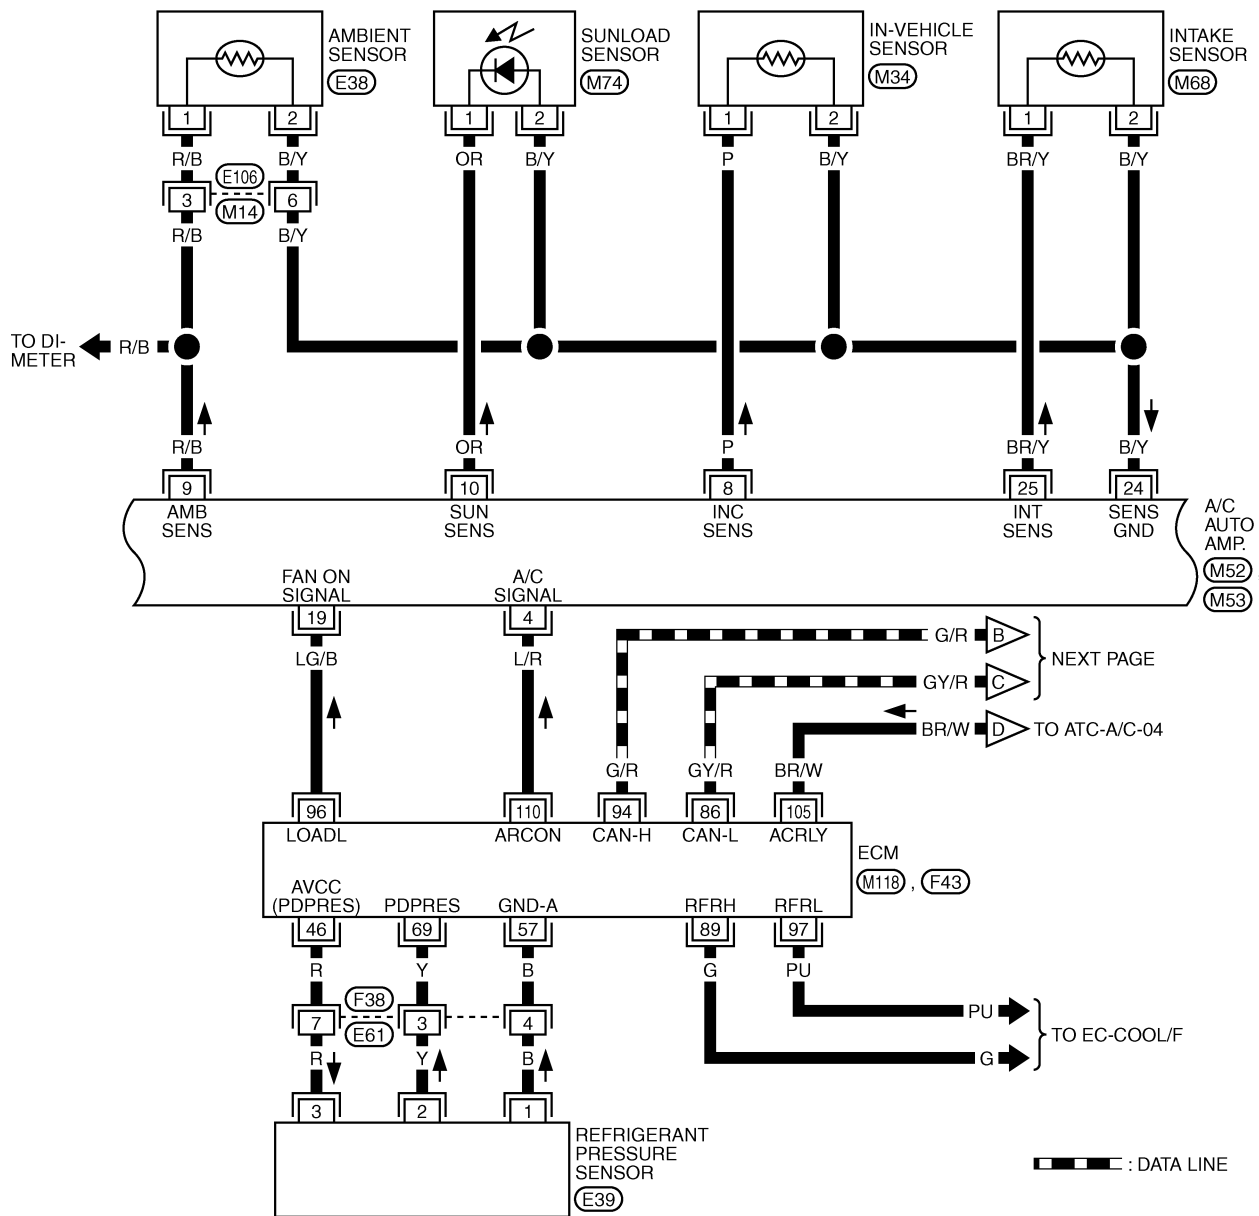 AMBIENT
SENSOR
E38
SUNLOAD
SENSOR
M74
IN-VEHICLE
SENSOR
M34
INTAKE
SENSOR
M68
1
2
1
2
1
2
1
2
R/B
B/Y
OR
B/Y
P
B/Y
BR/Y
B/Y
E106
3
6
M14
R/B
B/Y
TO DI-
METER
R/B
R/B
OR
P
BR/Y
B/Y
9
10
8
25
24
AMB
SENS
SUN
SENS
INC
SENS
INT
SENS
SENS
GND
A/C
AUTO
AMP.
M52
M53
FAN ON
SIGNAL
A/C
SIGNAL
19
4
LG/B
L/R
G/R
B
GY/R
C
NEXT PAGE
BR/W
D
TO ATC-A/C-04
G/R
GY/R
BR/W
96
110
94
86
105
LOADL
ARCON
CAN-H
CAN-L
ACRLY
ECM
M118 , F43
AVCC
(PDPRES)
PDPRES
GND-A
RFRH
RFRL
46
69
57
89
97
R
Y
B
G
PU
F38
7
3
4
E61
PU
G
TO EC-COOL/F
R
Y
B
3
2
1
REFRIGERANT
PRESSURE
SENSOR
E39
: DATA LINE